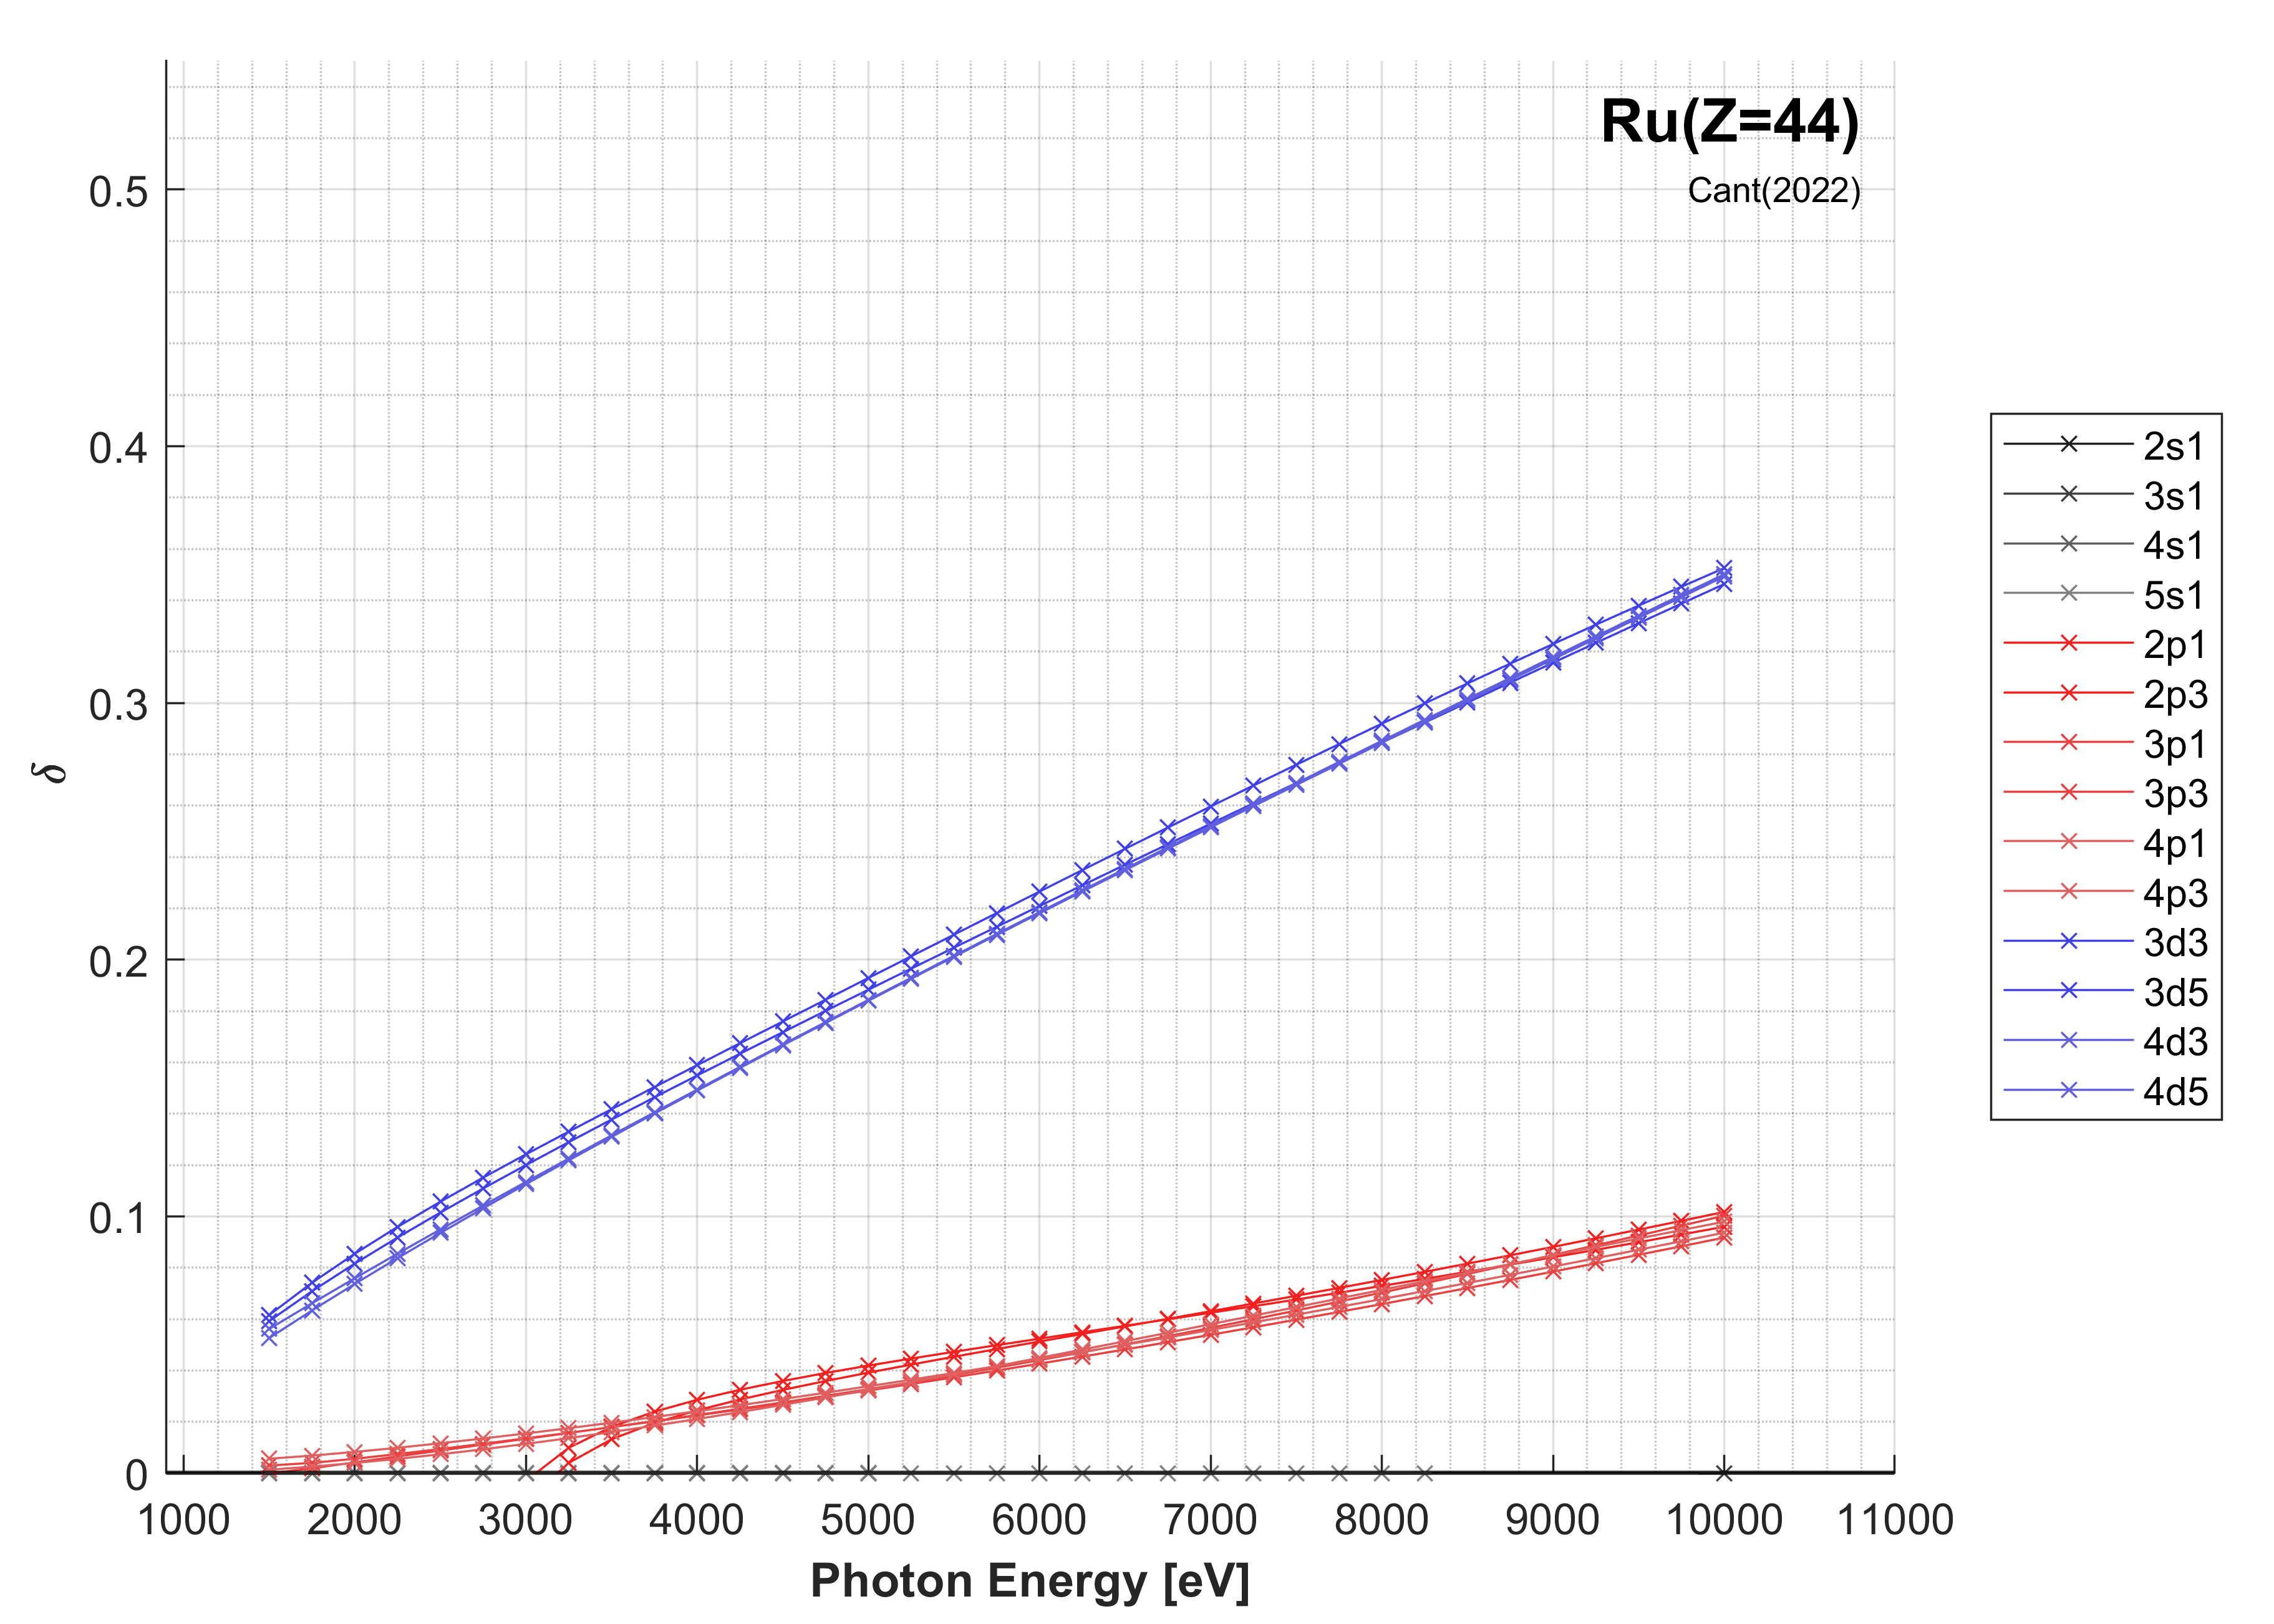 Ru(Z=44)
Cant(2022)
0.5
0.4
0.3
0.2
0.1
0
δ
1000 2000 3000 4000 5000 6000 7000 8000 9000 10000 11000
Photon Energy [eV]
2s1
3s1
4s1
5s1
2p1
2p3
3p1
3p3
4p1
4p3
3d3
3d5
4d3
4d5